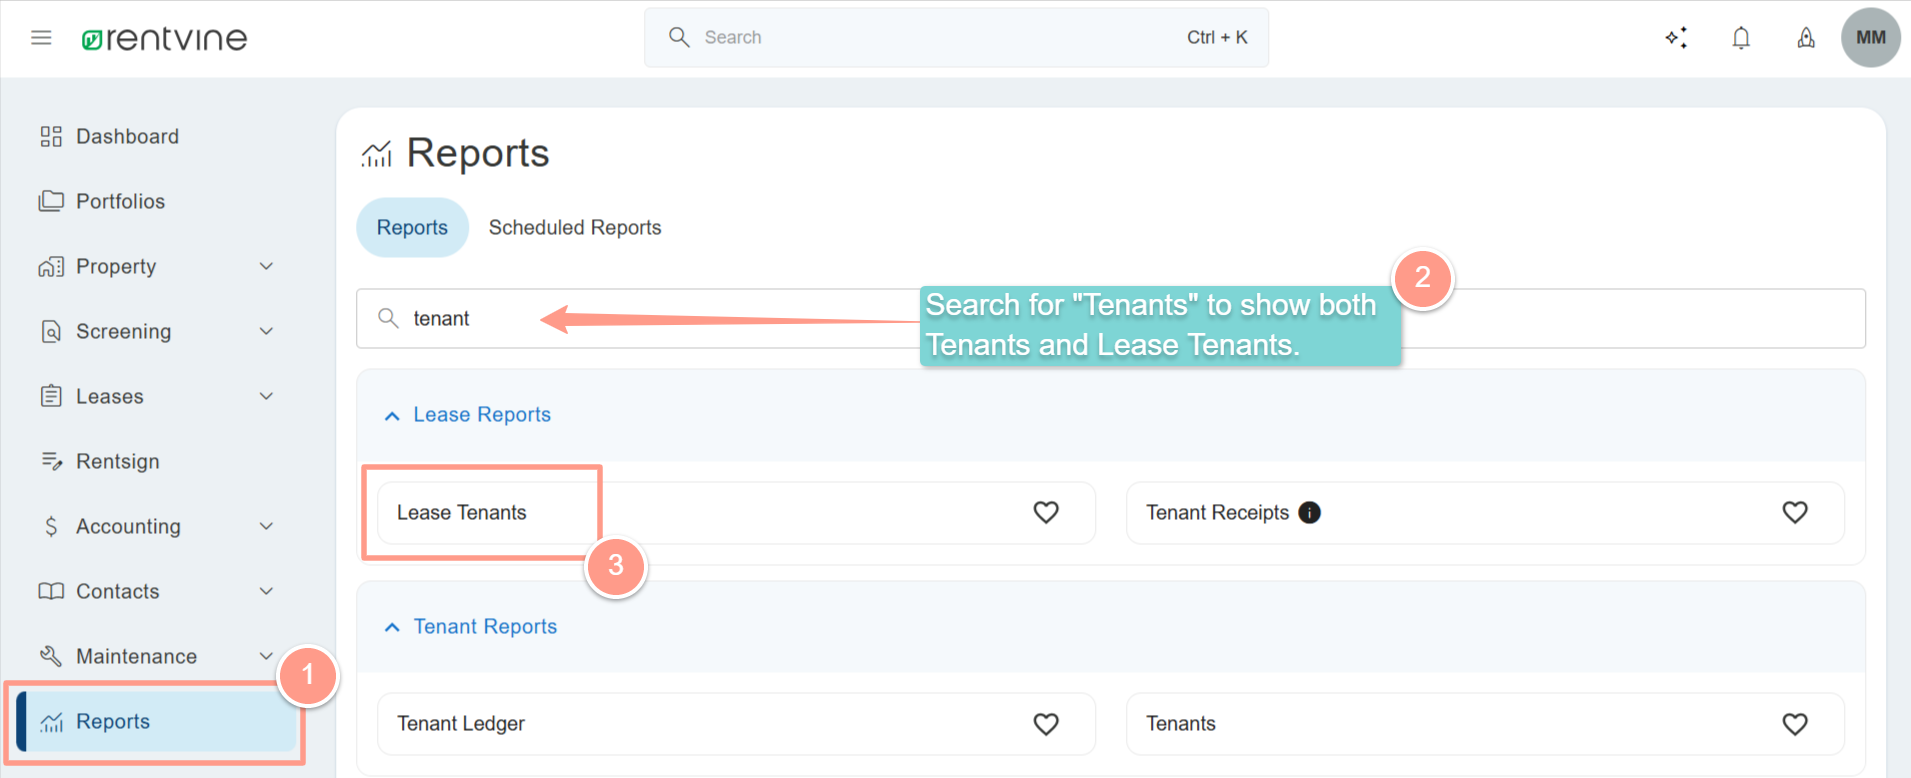 rentvine
Search
Ctrl + K
MM
Dashboard
Portfolios
Property
Screening
Leases
Rentsign
Accounting
Contacts
Maintenance
1
Reports
Reports
Reports
Scheduled Reports
2
tenant
Search for "Tenants" to show both
Tenants and Lease Tenants.
Lease Reports
Lease Tenants
Tenant Receipts
3
Tenant Reports
Tenant Ledger
Tenants